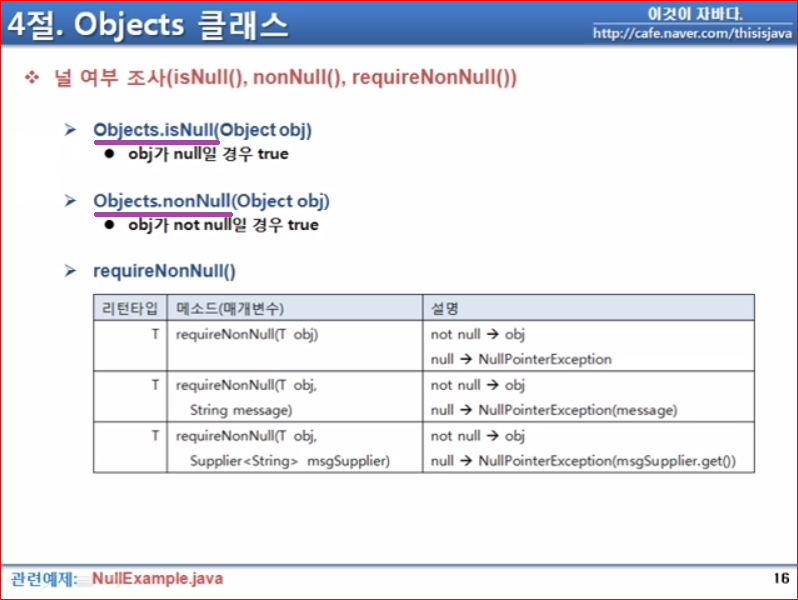 4절. Objects 클래스
이것이 자바다.
http://cafe.naver.com/thisisjava
❖ 널 여부 조사(isNull(), nonNull(), requireNonNull())
➢ Objects.isNull(Object obj)
● obj가 null일 경우 true
➢ Objects.nonNull(Object obj)
● obj가 not null일 경우 true
➢ requireNonNull()
리턴타입 메소드(매개변수) 설명
T requireNonNull(T obj) not null → obj
null → NullPointerException
T requireNonNull(T obj, not null → obj
String message) null → NullPointerException(message)
T requireNonNull(T obj, not null → obj
Supplier<String> msgSupplier) null → NullPointerException(msgSupplier.get())
관련예제: NullExample.java
16